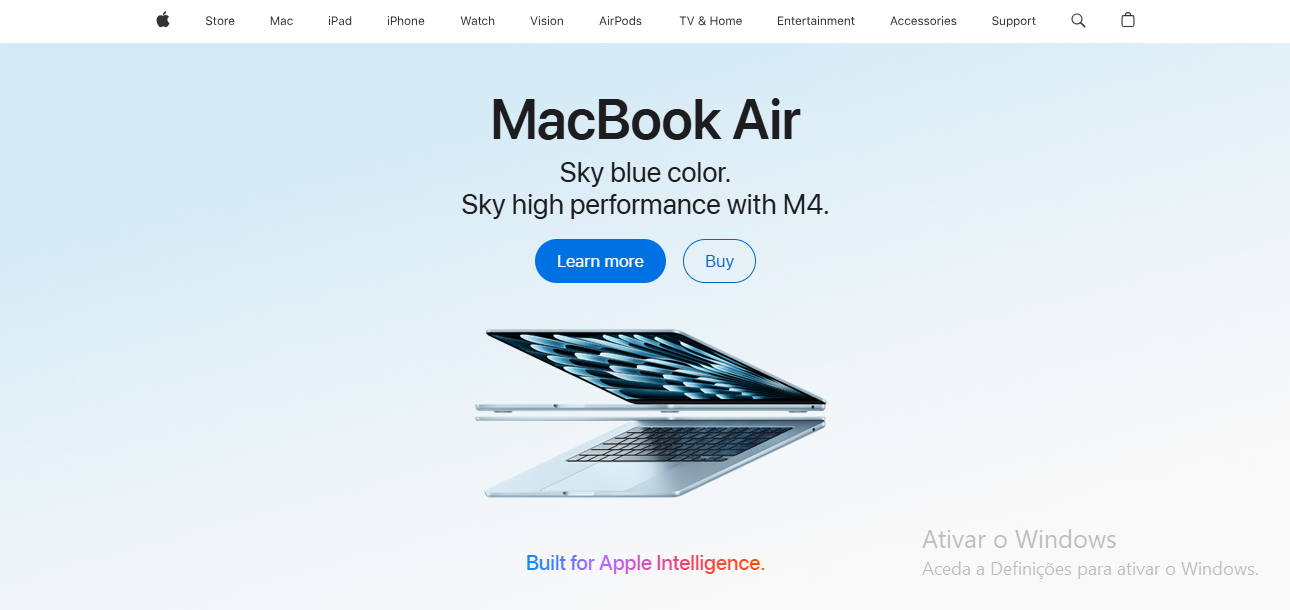 Store Mac iPad iPhone Watch Vision AirPods TV & Home Entertainment Accessories Support
MacBook Air
Sky blue color.
Sky high performance with M4.
Learn more Buy
Built for Apple Intelligence.
Ativar o Windows
Aceda a Definições para ativar o Windows.